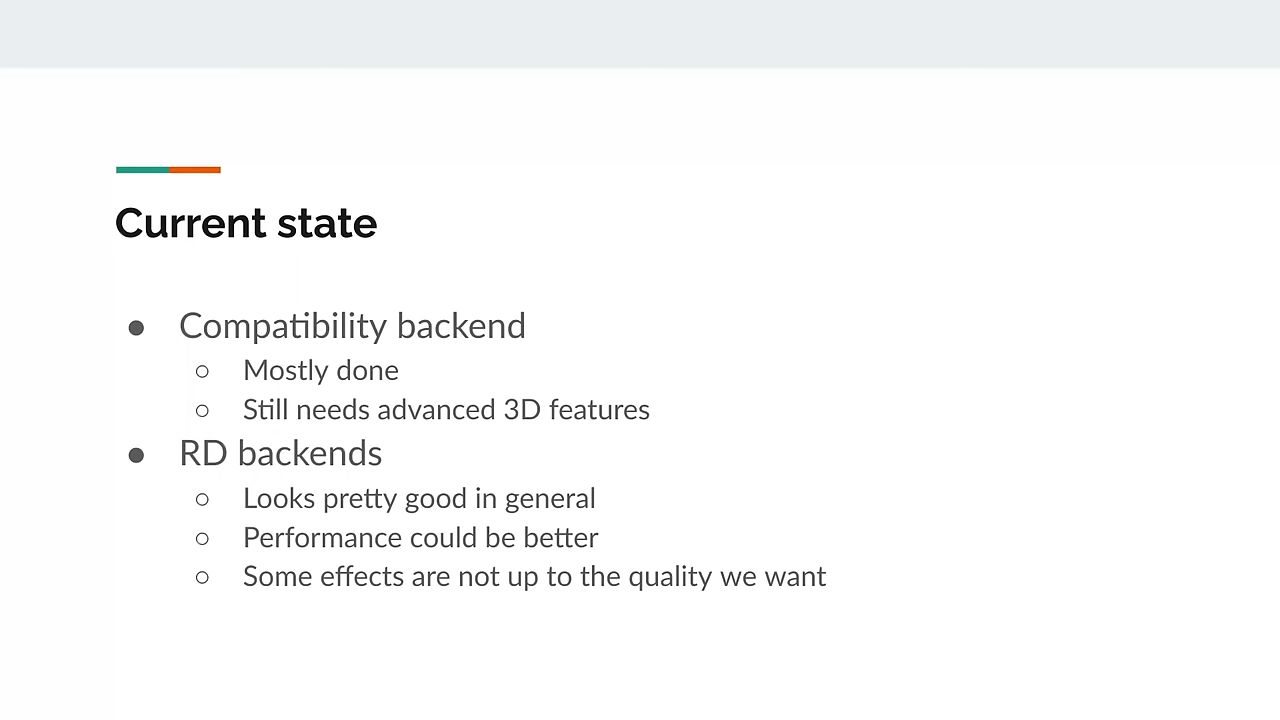 Current state
● Compatibility backend
○ Mostly done
○ Still needs advanced 3D features
● RD backends
○ Looks pretty good in general
○ Performance could be better
○ Some effects are not up to the quality we want